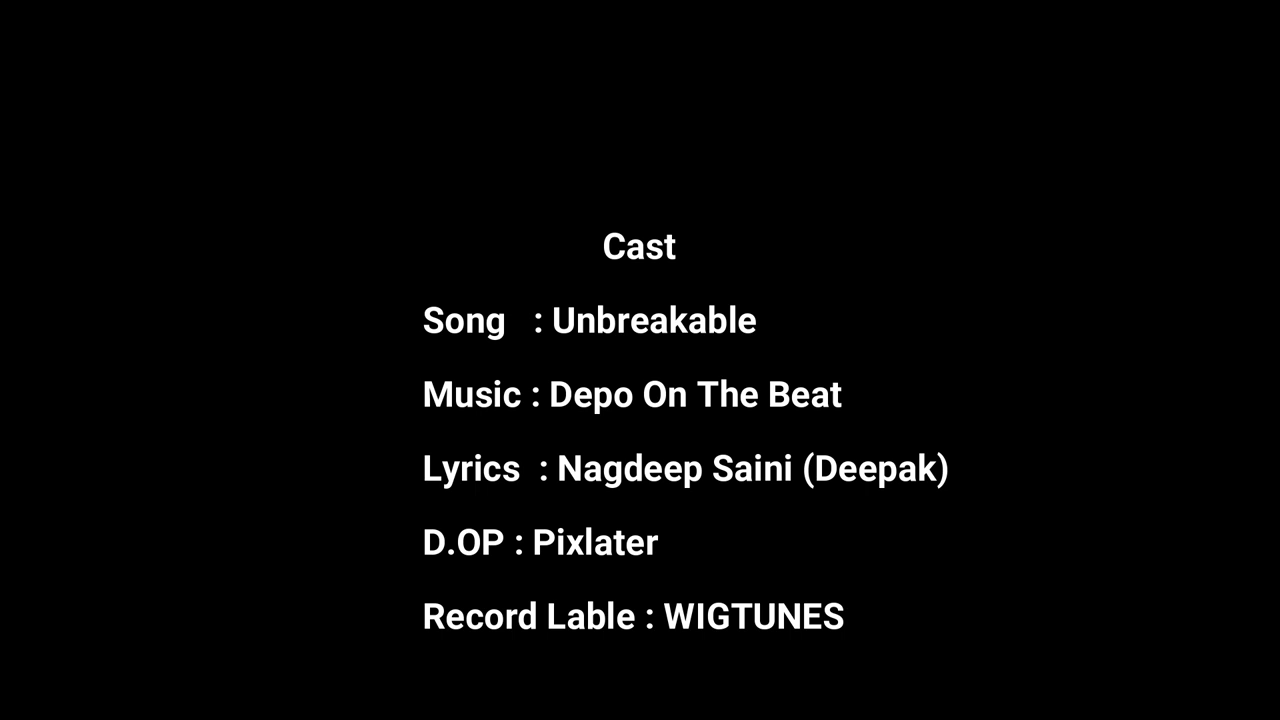 Cast
Song : Unbreakable
Music : Depo On The Beat
Lyrics : Nagdeep Saini (Deepak)
D.OP : Pixlater
Record Lable : WIGTUNES